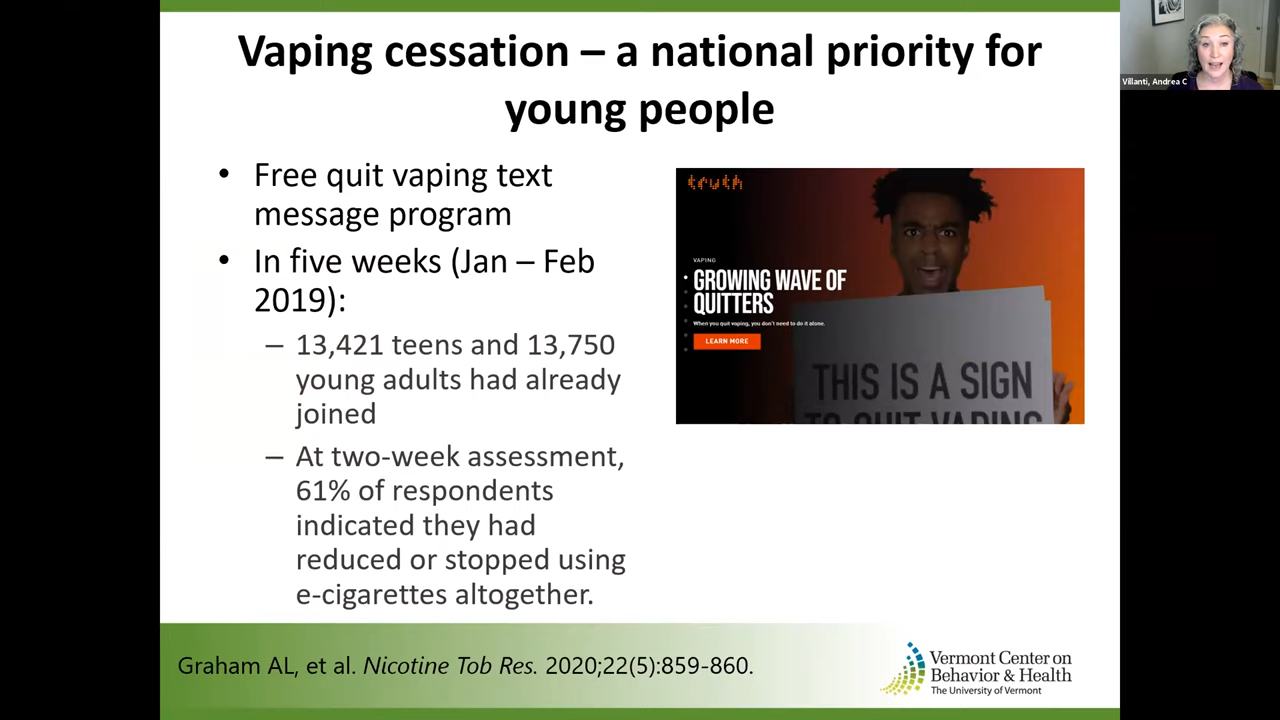 Vaping cessation – a national priority for
young people
• Free quit vaping text
message program
• In five weeks (Jan – Feb
2019):
– 13,421 teens and 13,750
young adults had already
joined
– At two-week assessment,
61% of respondents
indicated they had
reduced or stopped using
e-cigarettes altogether.
truth
VAPING
GROWING WAVE OF
QUITTERS
When you quit vaping, you don't need to do it alone.
LEARN MORE
THIS IS A SIGN
TO QUIT VAPING
Graham AL, et al. Nicotine Tob Res. 2020;22(5):859-860.
Vermont Center on
Behavior & Health
The University of Vermont
Villanti, Andrea C